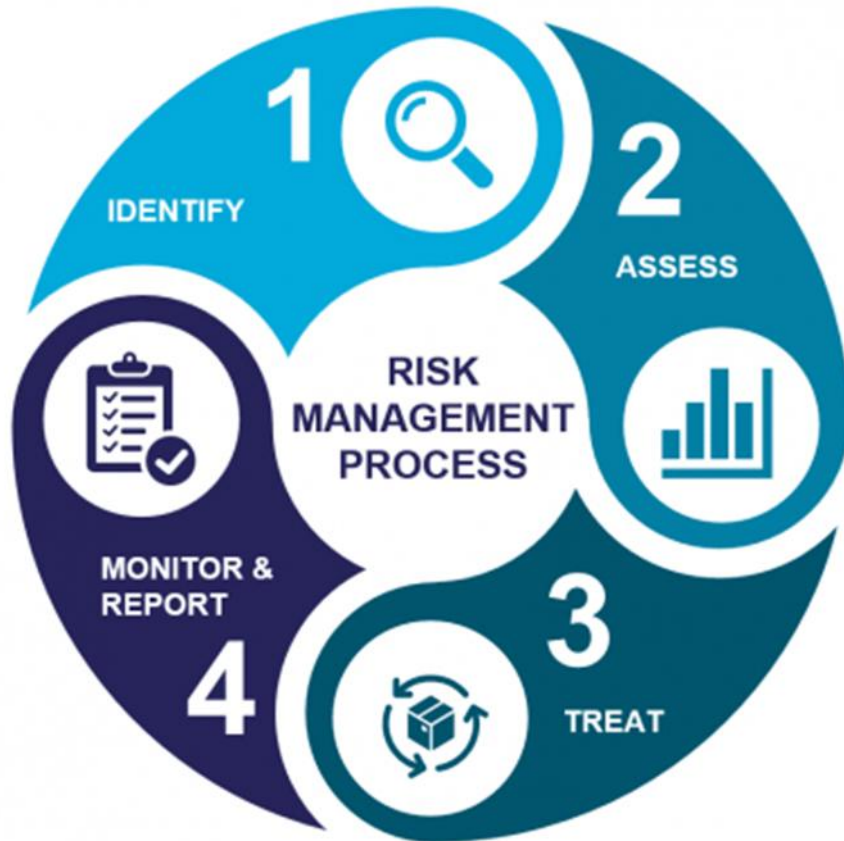 1
IDENTIFY
2
ASSESS
RISK
MANAGEMENT
PROCESS
3
TREAT
MONITOR &
REPORT
4